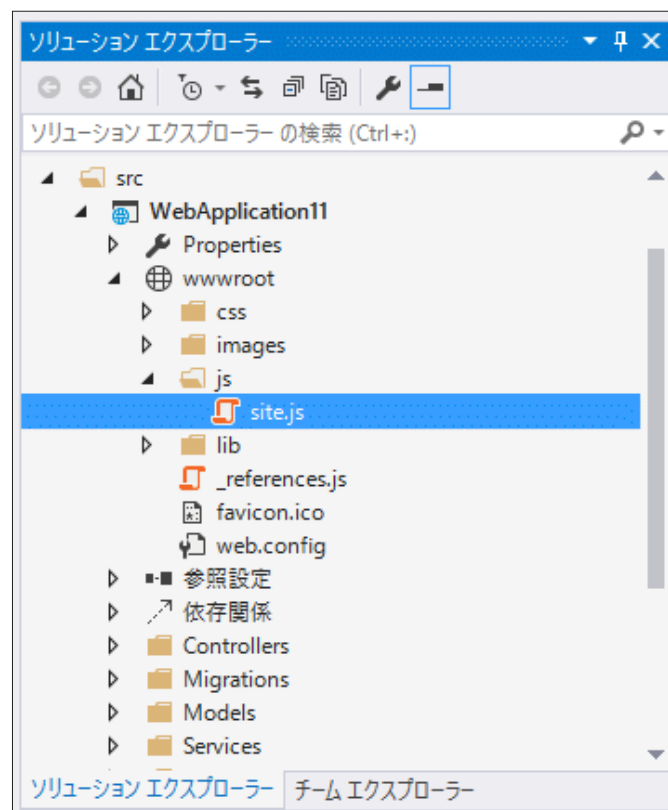 ソリューション エクスプローラー
ソリューション エクスプローラー の検索 (Ctrl+:)
src
WebApplication11
Properties
wwwroot
css
images
js
site.js
lib
_references.js
favicon.ico
web.config
参照設定
依存関係
Controllers
Migrations
Models
Services
ソリューション エクスプローラー チーム エクスプローラー